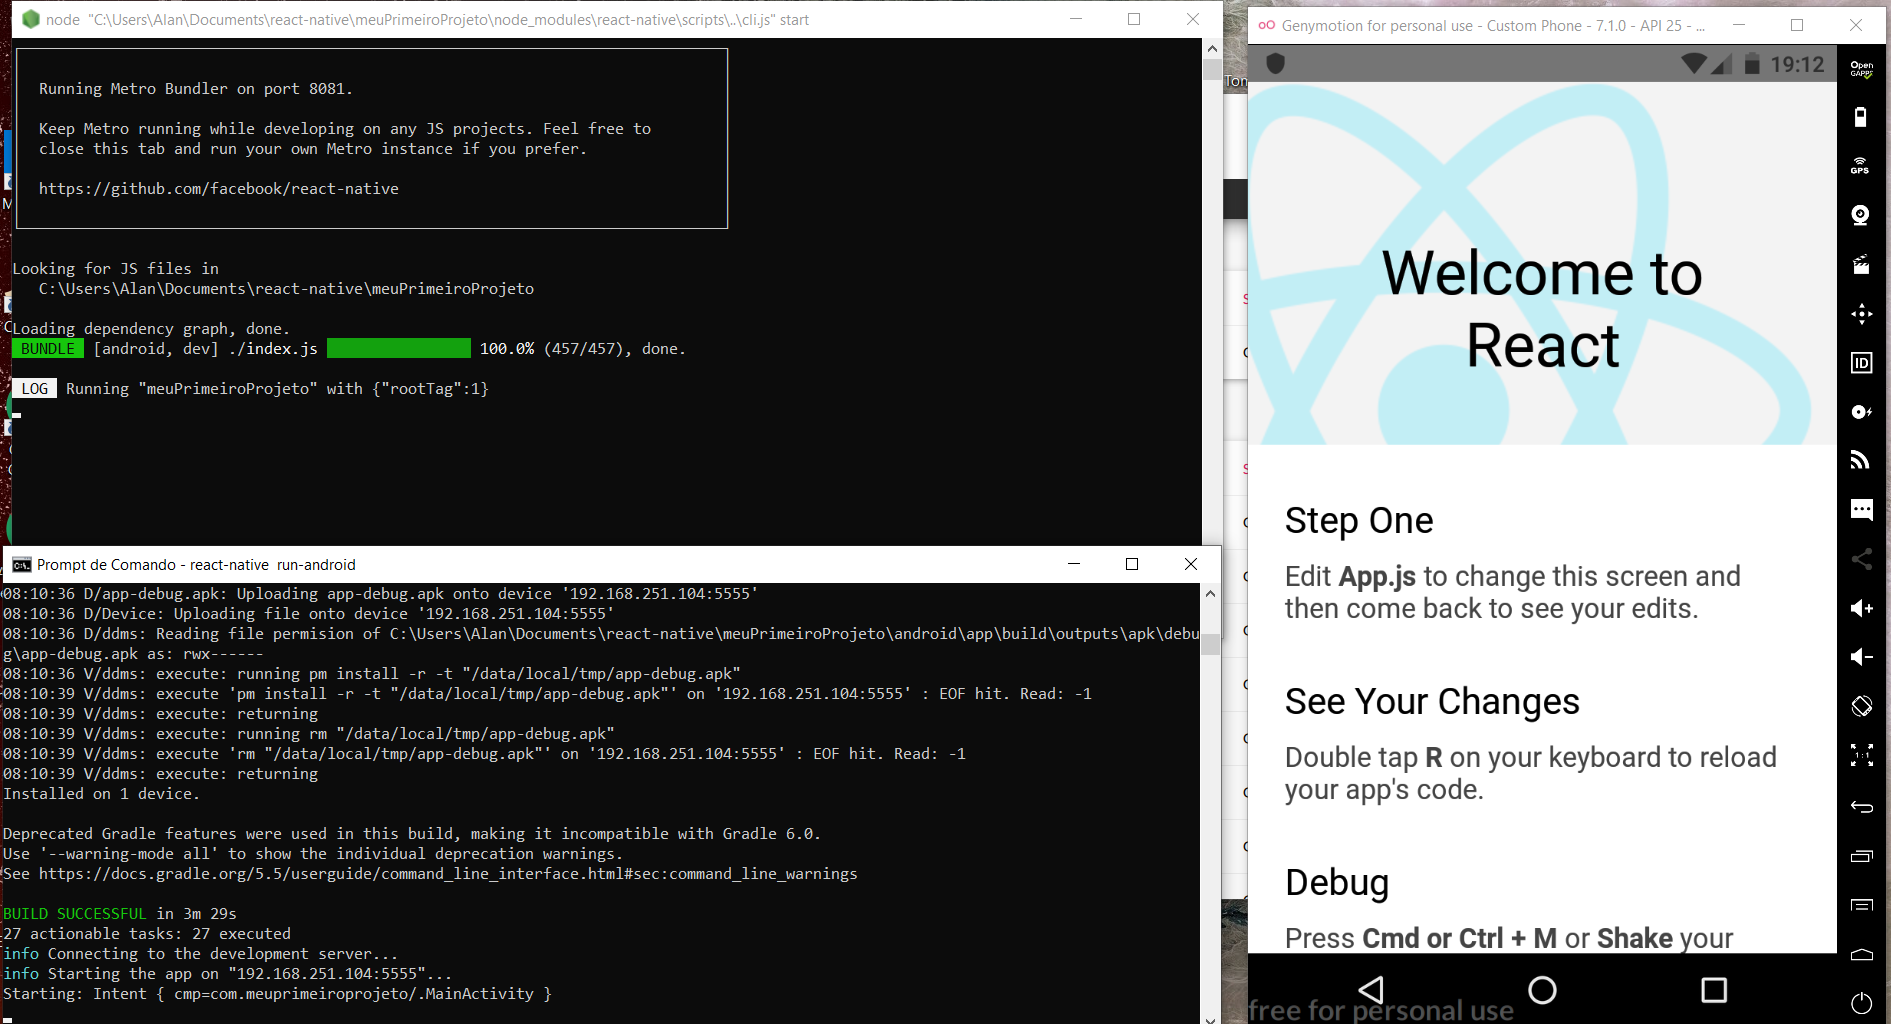 node "C:\Users\Alan\Documents\react-native\meuPrimeiroProjeto\node_modules\react-native\scripts\..\cli.js" start
Running Metro Bundler on port 8081.
Keep Metro running while developing on any JS projects. Feel free to
close this tab and run your own Metro instance if you prefer.
https://github.com/facebook/react-native
Looking for JS files in
C:\Users\Alan\Documents\react-native\meuPrimeiroProjeto
Loading dependency graph, done.
BUNDLE [android, dev] ./index.js 100.0% (457/457), done.
LOG Running "meuPrimeiroProjeto" with {"rootTag":1}
Prompt de Comando - react-native run-android
08:10:36 D/app-debug.apk: Uploading app-debug.apk onto device '192.168.251.104:5555'
08:10:36 D/Device: Uploading file onto device '192.168.251.104:5555'
08:10:36 D/ddms: Reading file permision of C:\Users\Alan\Documents\react-native\meuPrimeiroProjeto\android\app\build\outputs\apk\debu
g\app-debug.apk as: rwx------
08:10:36 V/ddms: execute: running pm install -r -t "/data/local/tmp/app-debug.apk"
08:10:39 V/ddms: execute 'pm install -r -t "/data/local/tmp/app-debug.apk"' on '192.168.251.104:5555' : EOF hit. Read: -1
08:10:39 V/ddms: execute: returning
08:10:39 V/ddms: execute: running rm "/data/local/tmp/app-debug.apk"
08:10:39 V/ddms: execute 'rm "/data/local/tmp/app-debug.apk"' on '192.168.251.104:5555' : EOF hit. Read: -1
08:10:39 V/ddms: execute: returning
Installed on 1 device.
Deprecated Gradle features were used in this build, making it incompatible with Gradle 6.0.
Use '--warning-mode all' to show the individual deprecation warnings.
See https://docs.gradle.org/5.5/userguide/command_line_interface.html#sec:command_line_warnings
BUILD SUCCESSFUL in 3m 29s
27 actionable tasks: 27 executed
info Connecting to the development server...
info Starting the app on "192.168.251.104:5555"...
Starting: Intent { cmp=com.meuprimeiroprojeto/.MainActivity }
Genymotion for personal use - Custom Phone - 7.1.0 - API 25 - ...
19:12
Welcome to
React
Step One
Edit App.js to change this screen and
then come back to see your edits.
See Your Changes
Double tap R on your keyboard to reload
your app's code.
Debug
Press Cmd or Ctrl + M or Shake your
free for personal use
Open
GAPPS
GPS
ID
1:1